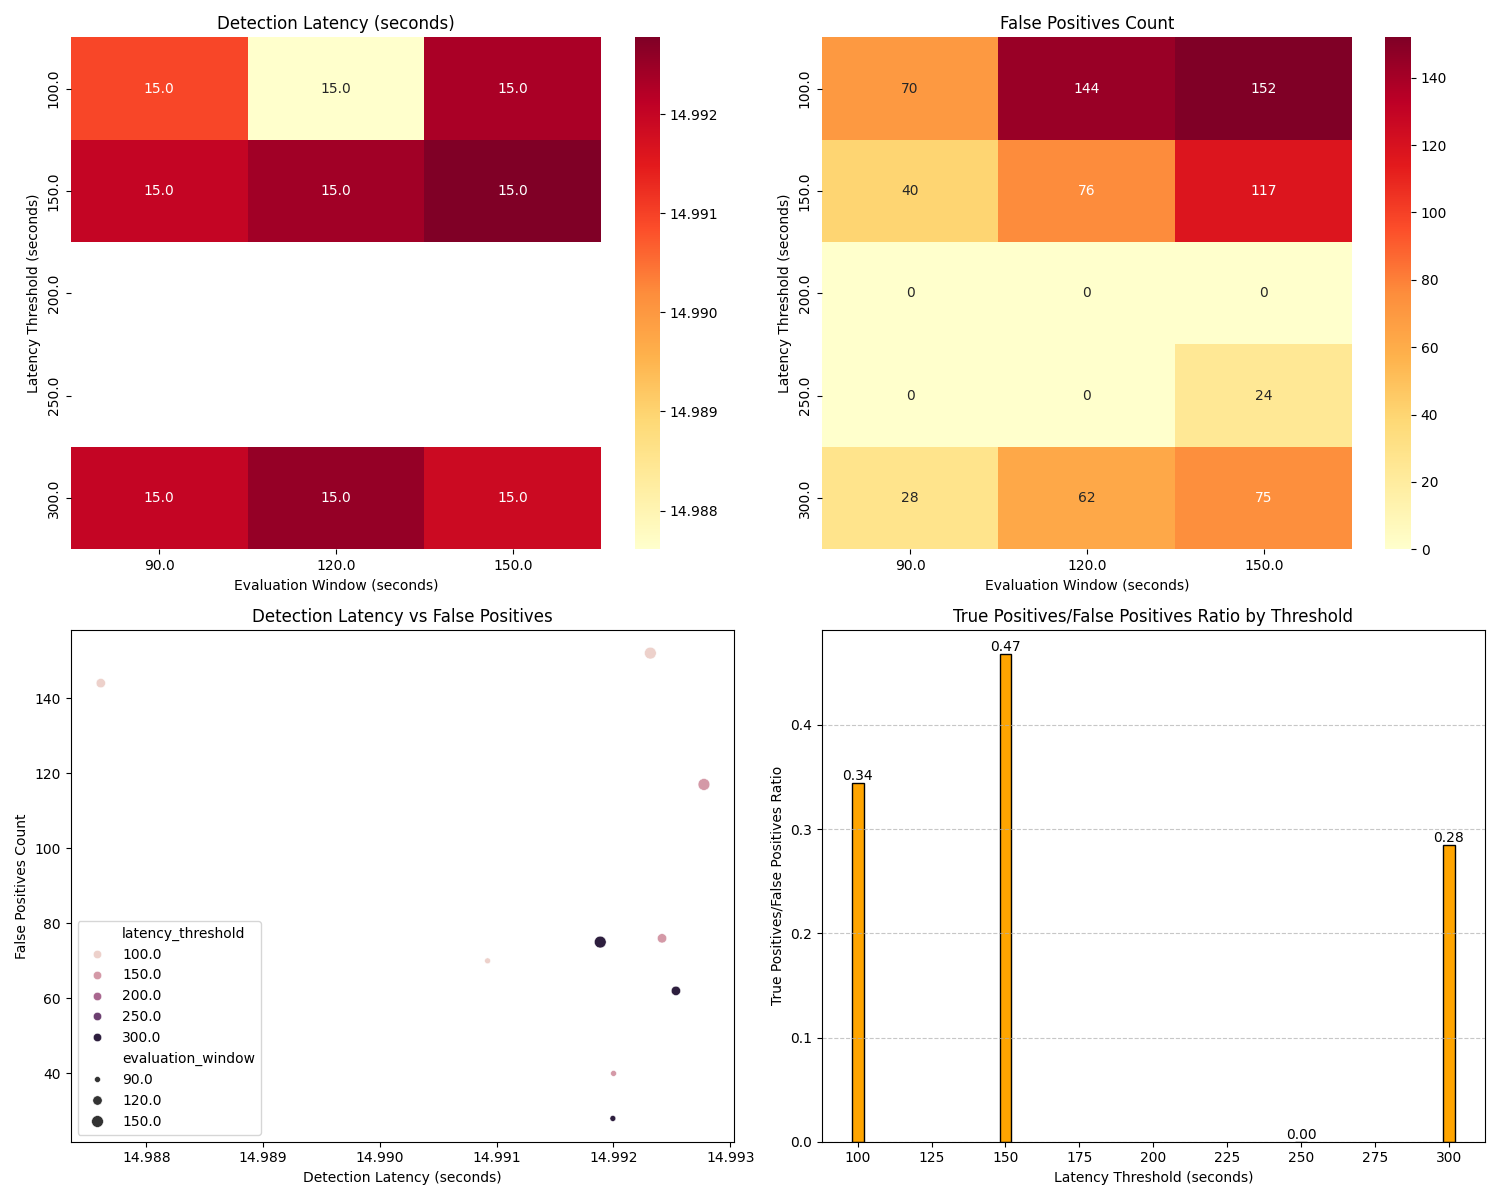 Detection Latency (seconds)
Latency Threshold (seconds)
100.0
150.0
200.0
250.0
300.0
15.0 15.0 15.0
15.0 15.0 15.0
15.0 15.0 15.0
90.0 120.0 150.0
Evaluation Window (seconds)
14.992
14.991
14.990
14.989
14.988
False Positives Count
Latency Threshold (seconds)
100.0
150.0
200.0
250.0
300.0
70 144 152
40 76 117
0 0 0
0 0 24
28 62 75
90.0 120.0 150.0
Evaluation Window (seconds)
140
120
100
80
60
40
20
0
Detection Latency vs False Positives
False Positives Count
140
120
100
80
60
40
latency_threshold
100.0
150.0
200.0
250.0
300.0
evaluation_window
90.0
120.0
150.0
14.988 14.989 14.990 14.991 14.992 14.993
Detection Latency (seconds)
True Positives/False Positives Ratio by Threshold
True Positives/False Positives Ratio
0.4
0.3
0.2
0.1
0.0
0.34
0.47
0.00
0.28
100 125 150 175 200 225 250 275 300
Latency Threshold (seconds)